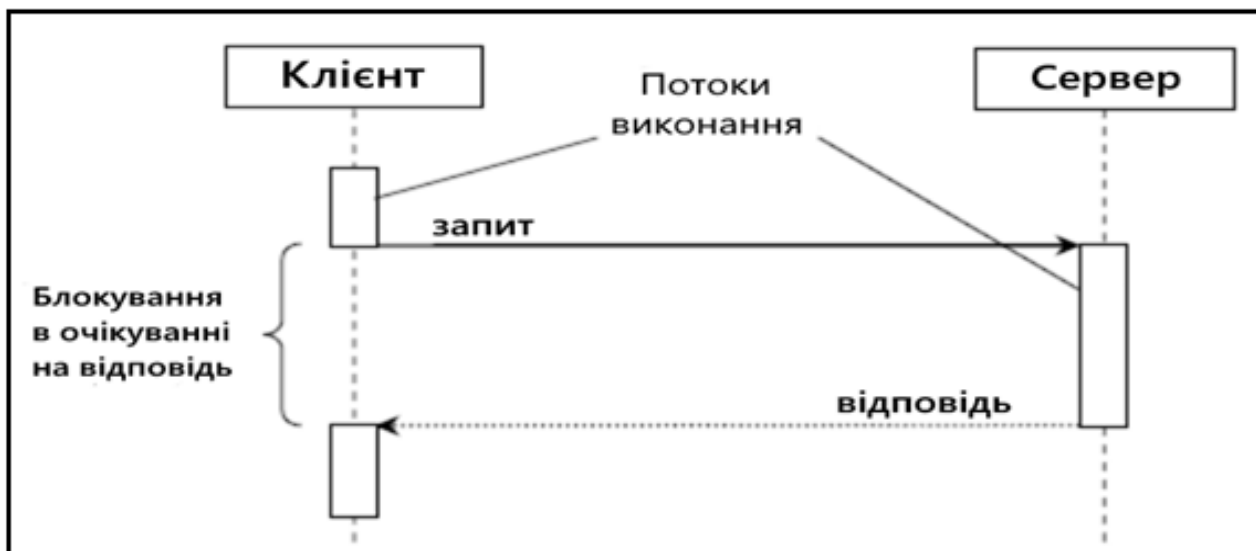 Клієнт
Сервер
Потоки
виконання
запит
Блокування
в очікуванні
на відповідь
відповідь